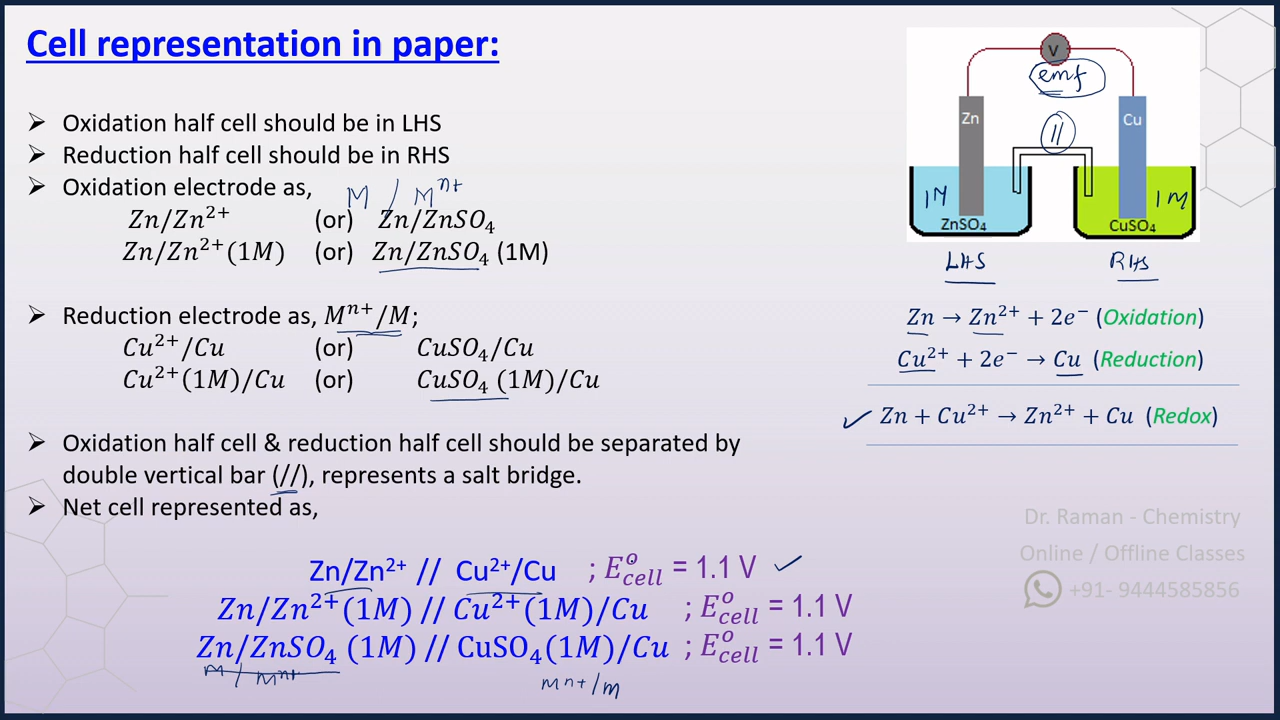 Cell representation in paper:
➢ Oxidation half cell should be in LHS
➢ Reduction half cell should be in RHS
➢ Oxidation electrode as, M / Mⁿ⁺
Zn/Zn²⁺ (or) Zn/ZnSO₄
Zn/Zn²⁺(1M) (or) Zn/ZnSO₄ (1M)
➢ Reduction electrode as, Mⁿ⁺/M;
Cu²⁺/Cu (or) CuSO₄/Cu
Cu²⁺(1M)/Cu (or) CuSO₄ (1M)/Cu
➢ Oxidation half cell & reduction half cell should be separated by
double vertical bar (//), represents a salt bridge.
➢ Net cell represented as,
Zn/Zn²⁺ // Cu²⁺/Cu ; E°cell = 1.1 V ✓
Zn/Zn²⁺(1M) // Cu²⁺(1M)/Cu ; E°cell = 1.1 V
Zn/ZnSO₄ (1M) // CuSO₄(1M)/Cu ; E°cell = 1.1 V
M / Mⁿ⁺
mⁿ⁺/m
V
emf
Zn
//
Cu
1M
1M
ZnSO₄
CuSO₄
LHS
RHS
Zn → Zn²⁺ + 2e⁻ (Oxidation)
Cu²⁺ + 2e⁻ → Cu (Reduction)
✓ Zn + Cu²⁺ → Zn²⁺ + Cu (Redox)
Dr. Raman - Chemistry
Online / Offline Classes
+91- 9444585856